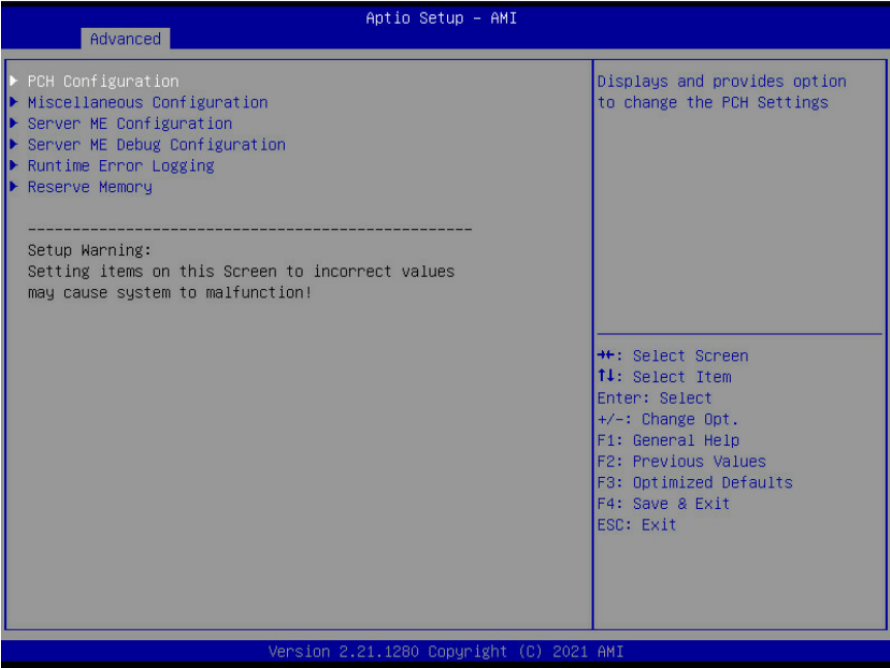 Aptio Setup – AMI
Advanced
PCH Configuration
Miscellaneous Configuration
Server ME Configuration
Server ME Debug Configuration
Runtime Error Logging
Reserve Memory
--------------------------------------------------
Setup Warning:
Setting items on this Screen to incorrect values
may cause system to malfunction!
Displays and provides option
to change the PCH Settings
→←: Select Screen
↑↓: Select Item
Enter: Select
+/-: Change Opt.
F1: General Help
F2: Previous Values
F3: Optimized Defaults
F4: Save & Exit
ESC: Exit
Version 2.21.1280 Copyright (C) 2021 AMI